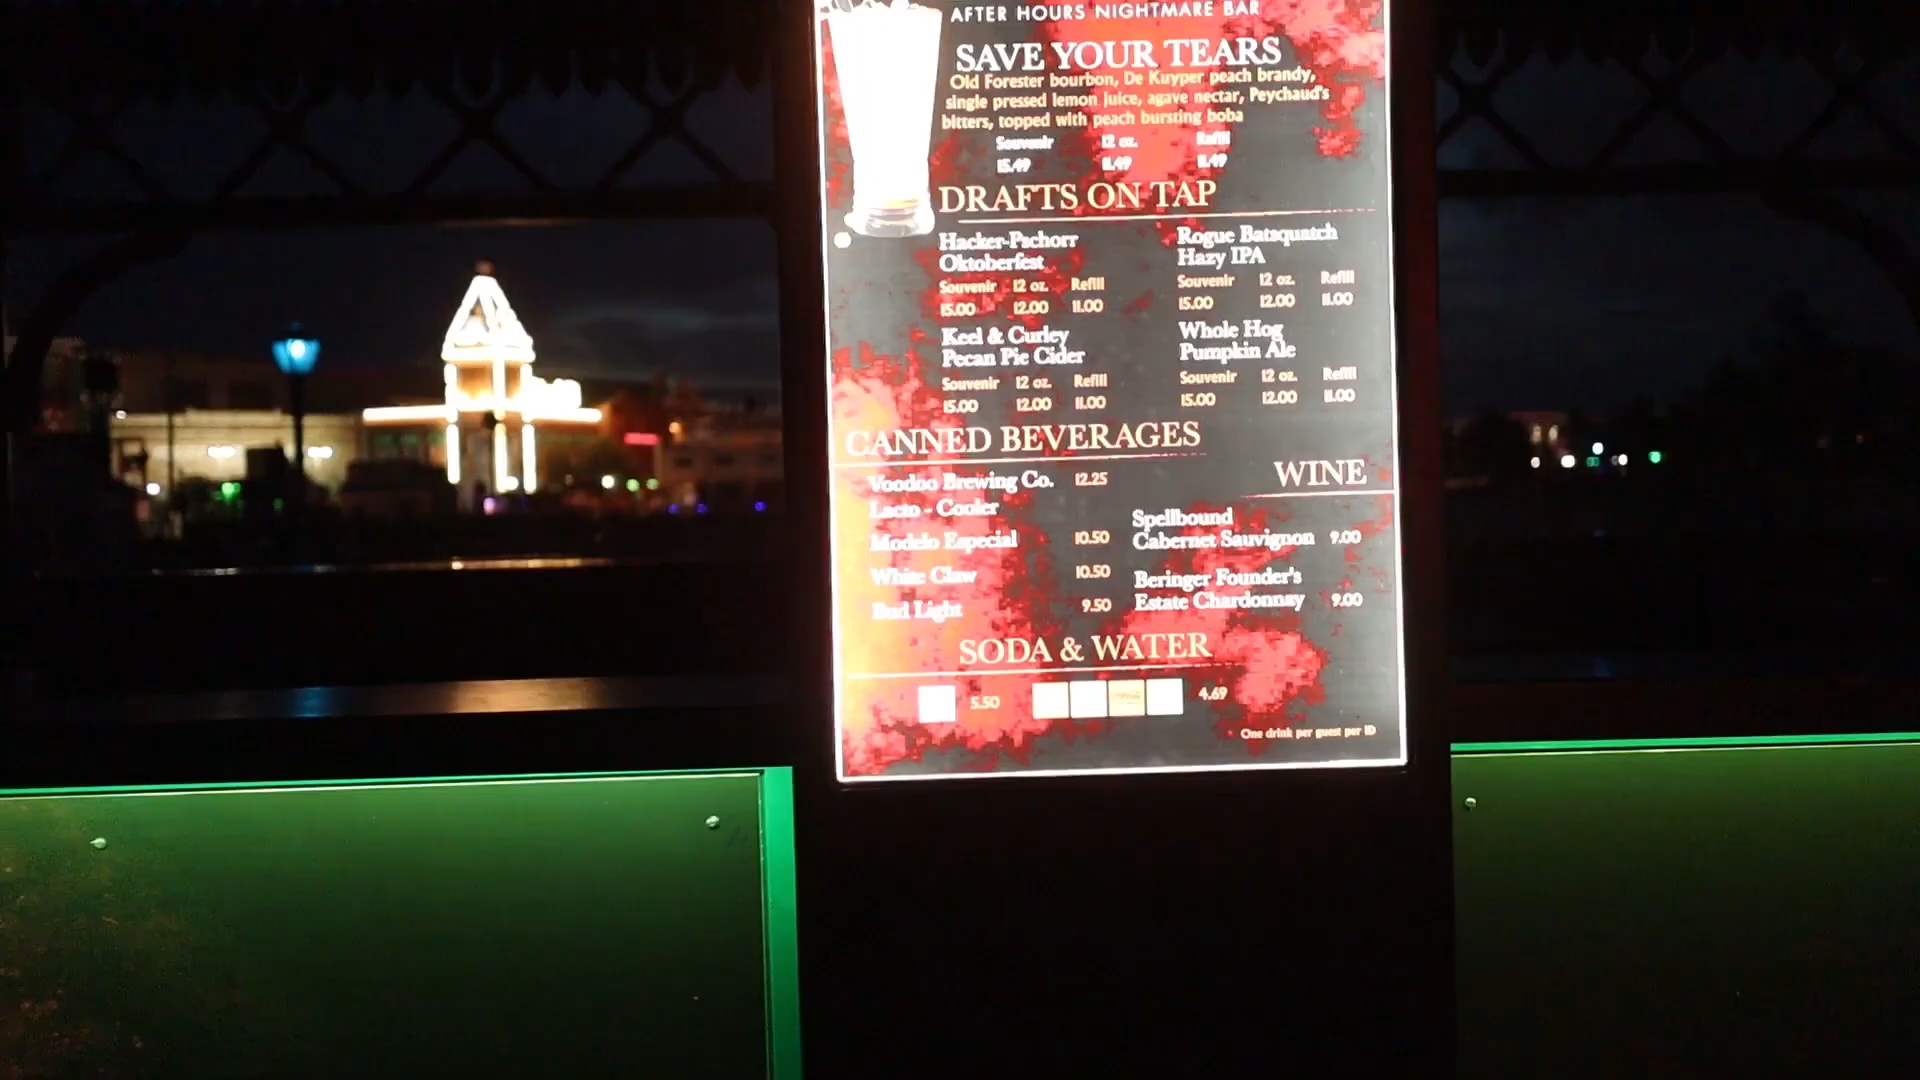 AFTER HOURS NIGHTMARE BAR
SAVE YOUR TEARS
Old Forester bourbon, De Kuyper peach brandy,
single pressed lemon juice, agave nectar, Peychaud's
bitters, topped with peach bursting boba
Souvenir 12 oz. Refill
15.49 11.49 11.49
DRAFTS ON TAP
Hacker-Pschorr
Oktoberfest
Souvenir 12 oz. Refill
15.00 12.00 11.00
Rogue Batsquatch
Hazy IPA
Souvenir 12 oz. Refill
15.00 12.00 11.00
Keel & Curley
Pecan Pie Cider
Souvenir 12 oz. Refill
15.00 12.00 11.00
Whole Hog
Pumpkin Ale
Souvenir 12 oz. Refill
15.00 12.00 11.00
CANNED BEVERAGES
Voodoo Brewing Co. 12.25
Lacto - Cooler
Modelo Especial 10.50
White Claw 10.50
Bud Light 9.50
WINE
Spellbound
Cabernet Sauvignon 9.00
Beringer Founder's
Estate Chardonnay 9.00
SODA & WATER
5.50 4.69
One drink per guest per ID